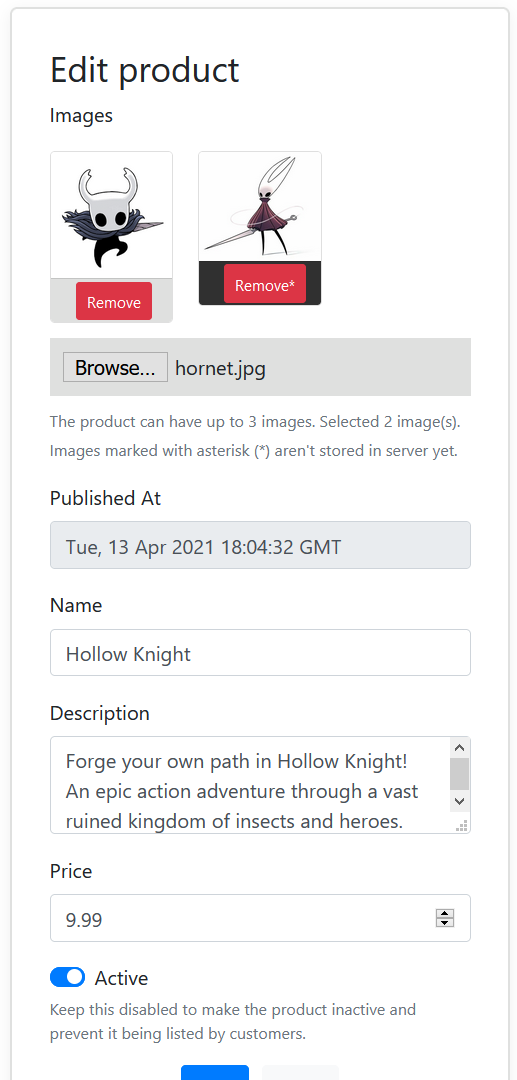 Edit product
Images
Remove
Remove*
Browse... hornet.jpg
The product can have up to 3 images. Selected 2 image(s).
Images marked with asterisk (*) aren't stored in server yet.
Published At
Tue, 13 Apr 2021 18:04:32 GMT
Name
Hollow Knight
Description
Forge your own path in Hollow Knight!
An epic action adventure through a vast
ruined kingdom of insects and heroes.
Price
9.99
Active
Keep this disabled to make the product inactive and
prevent it being listed by customers.